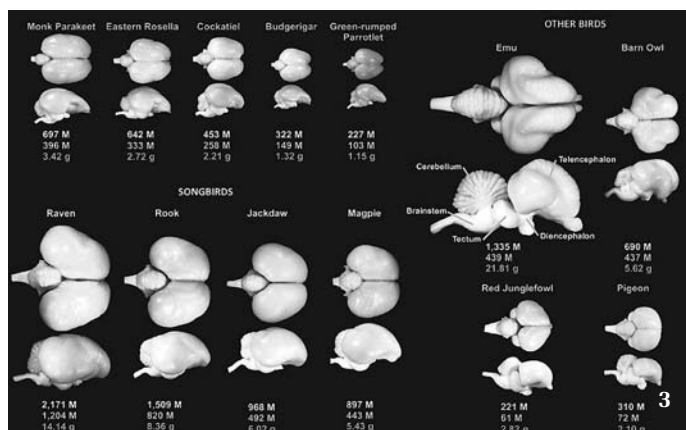 Monk Parakeet
Eastern Rosella
Cockatiel
Budgerigar
Green-rumped
Parrotlet
697 M
396 M
3.42 g
642 M
333 M
2.72 g
453 M
258 M
2.21 g
322 M
149 M
1.32 g
227 M
103 M
1.15 g
SONGBIRDS
Raven
Rook
Jackdaw
Magpie
2,171 M
1,204 M
14.14 g
1,509 M
820 M
8.36 g
968 M
492 M
897 M
443 M
5.43 g
OTHER BIRDS
Emu
Barn Owl
Telencephalon
Cerebellum
Brainstem
Tectum
Diencephalon
1,335 M
439 M
21.81 g
690 M
437 M
5.62 g
Red Junglefowl
Pigeon
221 M
61 M
310 M
72 M
3